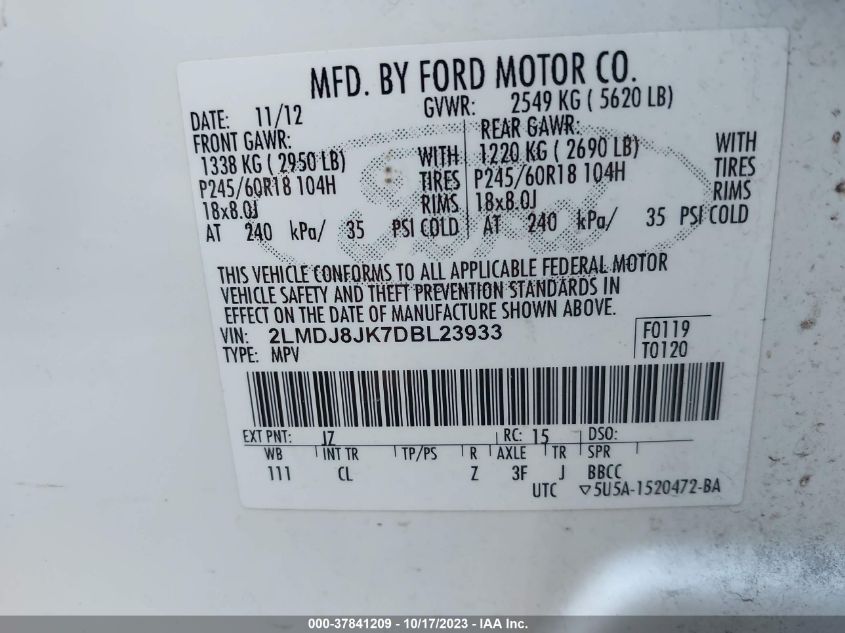 MFD. BY FORD MOTOR CO.
DATE: 11/12 GVWR: 2549 KG ( 5620 LB)
FRONT GAWR: REAR GAWR:
1338 KG ( 2950 LB) WITH 1220 KG ( 2690 LB) WITH
P245/60R18 104H TIRES P245/60R18 104H TIRES
18x8.0J RIMS 18x8.0J RIMS
AT 240 kPa/ 35 PSI COLD AT 240 kPa/ 35 PSI COLD
Ford
THIS VEHICLE CONFORMS TO ALL APPLICABLE FEDERAL MOTOR
VEHICLE SAFETY AND THEFT PREVENTION STANDARDS IN
EFFECT ON THE DATE OF MANUFACTURE SHOWN ABOVE.
VIN: 2LMDJ8JK7DBL23933 F0119
TYPE: MPV T0120
EXT PNT: JZ RC: 15 DSO:
WB INT TR TP/PS R AXLE TR SPR
111 CL Z 3F J BBCC
UTC ▽5U5A-1520472-BA
000-37841209 - 10/17/2023 - © IAA Inc.